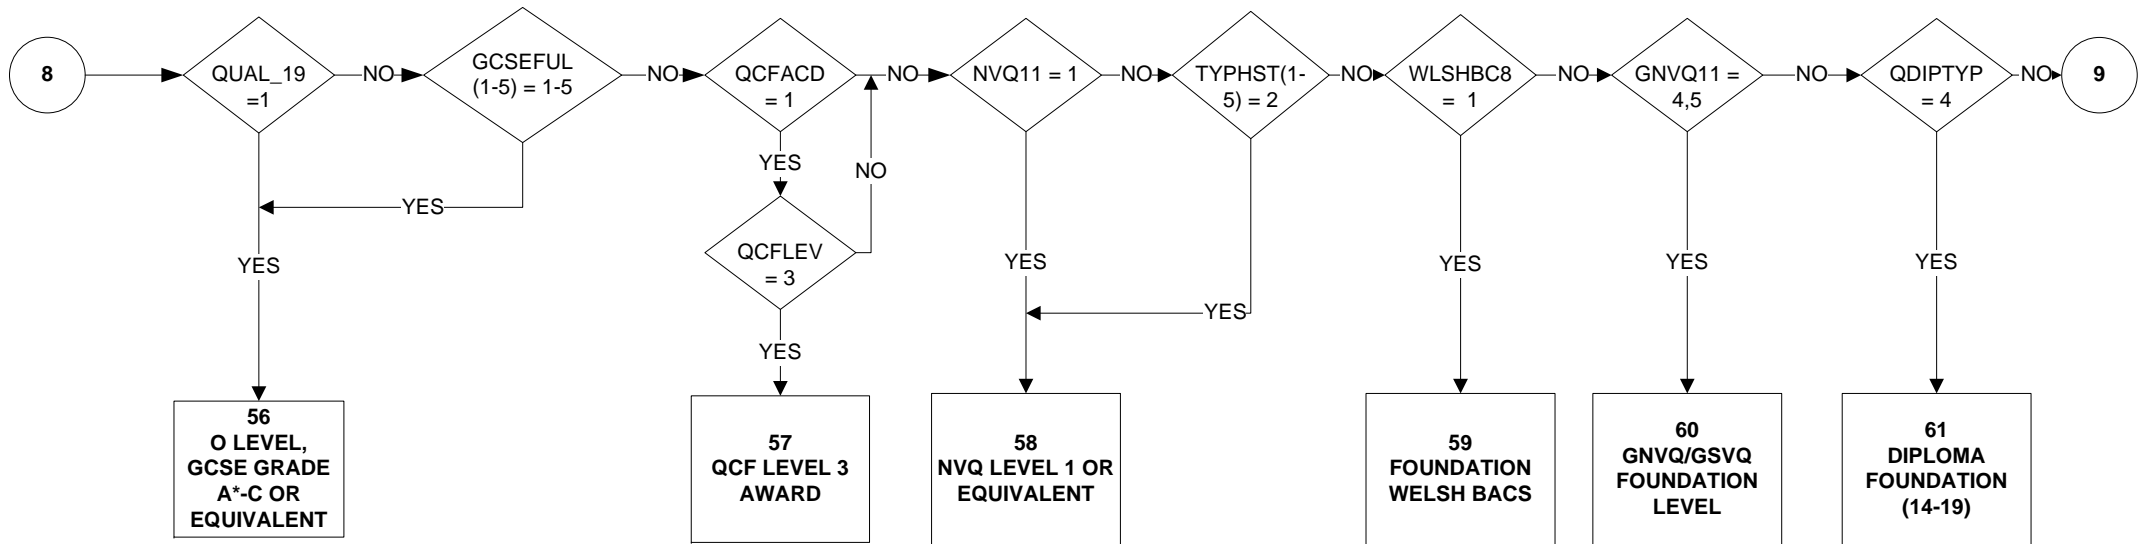 8
QUAL_19
=1
NO
GCSEFUL
(1-5) = 1-5
NO
QCFACD
= 1
NO
NVQ11 = 1
NO
TYPHST(1-
5) = 2
NO
WLSHBC8
= 1
NO
GNVQ11 =
4,5
NO
QDIPTYP
= 4
NO
9
YES
NO
YES
QCFLEV
= 3
YES
YES
YES
YES
YES
YES
YES
YES
56
O LEVEL,
GCSE GRADE
A*-C OR
EQUIVALENT
57
QCF LEVEL 3
AWARD
58
NVQ LEVEL 1 OR
EQUIVALENT
59
FOUNDATION
WELSH BACS
60
GNVQ/GSVQ
FOUNDATION
LEVEL
61
DIPLOMA
FOUNDATION
(14-19)